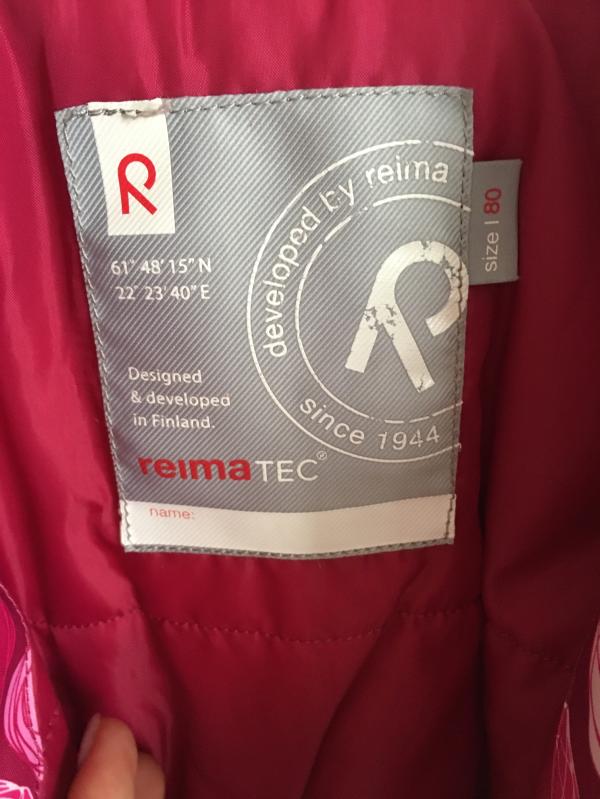 61° 48' 15" N
22° 23' 40" E
Designed
& developed
in Finland.
reimaTEC®
name:
developed by reima
since 1944
size | 80